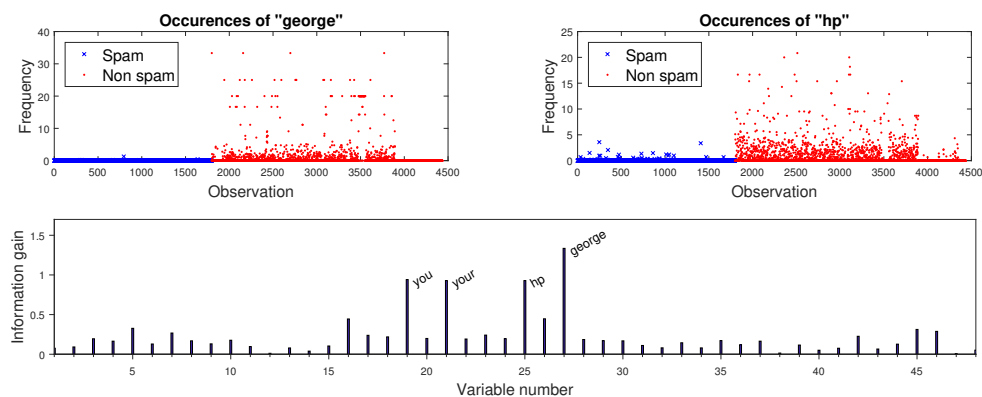 Occurences of "george"
Frequency
40
30
20
10
0
Spam
Non spam
0 500 1000 1500 2000 2500 3000 3500 4000 4500
Observation
Occurences of "hp"
Frequency
25
20
15
10
5
0
Spam
Non spam
0 500 1000 1500 2000 2500 3000 3500 4000 4500
Observation
Information gain
1.5
1
0.5
0
you
your
hp
george
5 10 15 20 25 30 35 40 45
Variable number